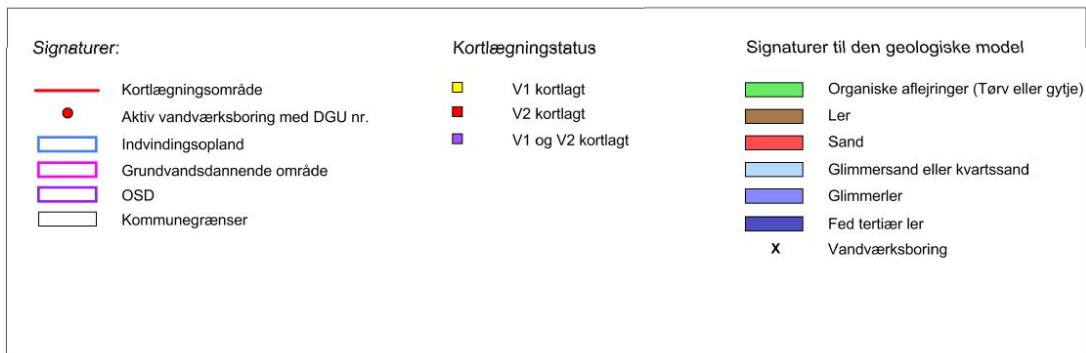 Signaturer:
Kortlægningsområde
Aktiv vandværksboring med DGU nr.
Indvindingsopland
Grundvandsdannende område
OSD
Kommunegrænser
Kortlægningstatus
V1 kortlagt
V2 kortlagt
V1 og V2 kortlagt
Signaturer til den geologiske model
Organiske aflejringer (Tørv eller gytje)
Ler
Sand
Glimmersand eller kvartssand
Glimmerler
Fed tertiær ler
X Vandværksboring